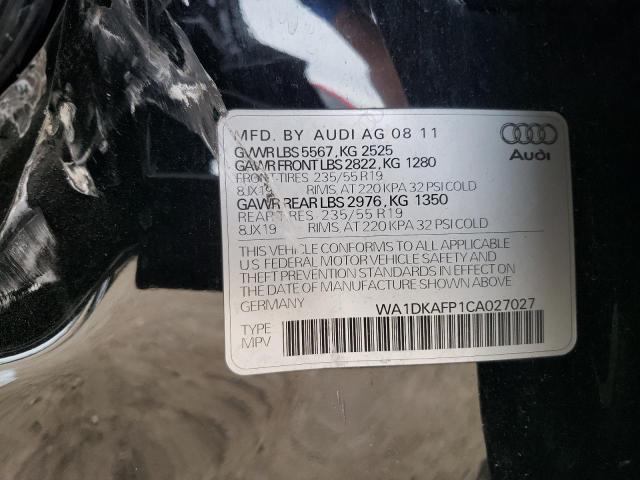 MFD. BY AUDI AG 08 11
GVWR LBS 5567, KG 2525
GAWR FRONT LBS 2822, KG 1280
FRONT-TIRES 235/55 R19
8JX19 RIMS, AT 220 KPA 32 PSI COLD
GAWR REAR LBS 2976, KG 1350
REAR TIRES 235/55 R19
8JX19 RIMS, AT 220 KPA 32 PSI COLD
THIS VEHICLE CONFORMS TO ALL APPLICABLE
U.S FEDERAL MOTOR VEHICLE SAFETY AND
THEFT PREVENTION STANDARDS IN EFFECT ON
THE DATE OF MANUFACTURE SHOWN ABOVE
GERMANY
WA1DKAFP1CA027027
TYPE
MPV
Audi